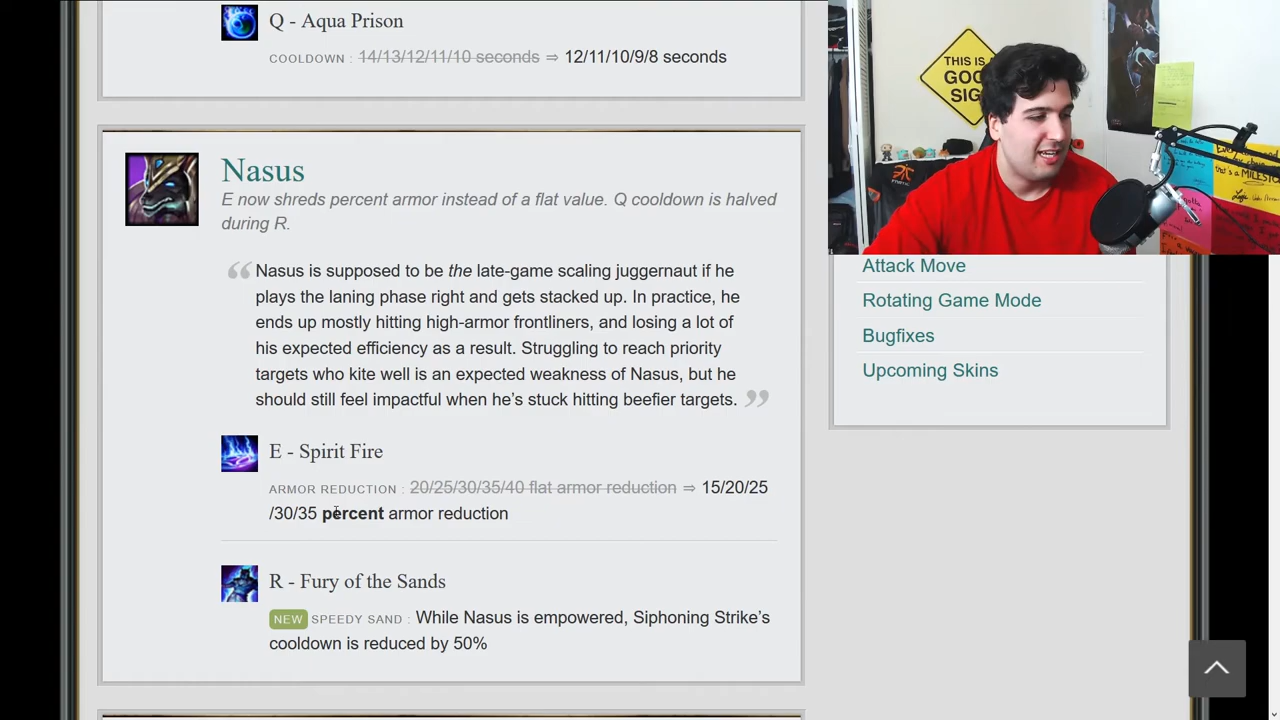 Q - Aqua Prison
COOLDOWN : 14/13/12/11/10 seconds ⇒ 12/11/10/9/8 seconds
THIS IS A
GOO
SIG
Nasus
E now shreds percent armor instead of a flat value. Q cooldown is halved
during R.
“ Nasus is supposed to be the late-game scaling juggernaut if he
plays the laning phase right and gets stacked up. In practice, he
ends up mostly hitting high-armor frontliners, and losing a lot of
his expected efficiency as a result. Struggling to reach priority
targets who kite well is an expected weakness of Nasus, but he
should still feel impactful when he’s stuck hitting beefier targets. ”
E - Spirit Fire
ARMOR REDUCTION : 20/25/30/35/40 flat armor reduction ⇒ 15/20/25
/30/35 percent armor reduction
R - Fury of the Sands
NEW SPEEDY SAND : While Nasus is empowered, Siphoning Strike’s
cooldown is reduced by 50%
Attack Move
Rotating Game Mode
Bugfixes
Upcoming Skins